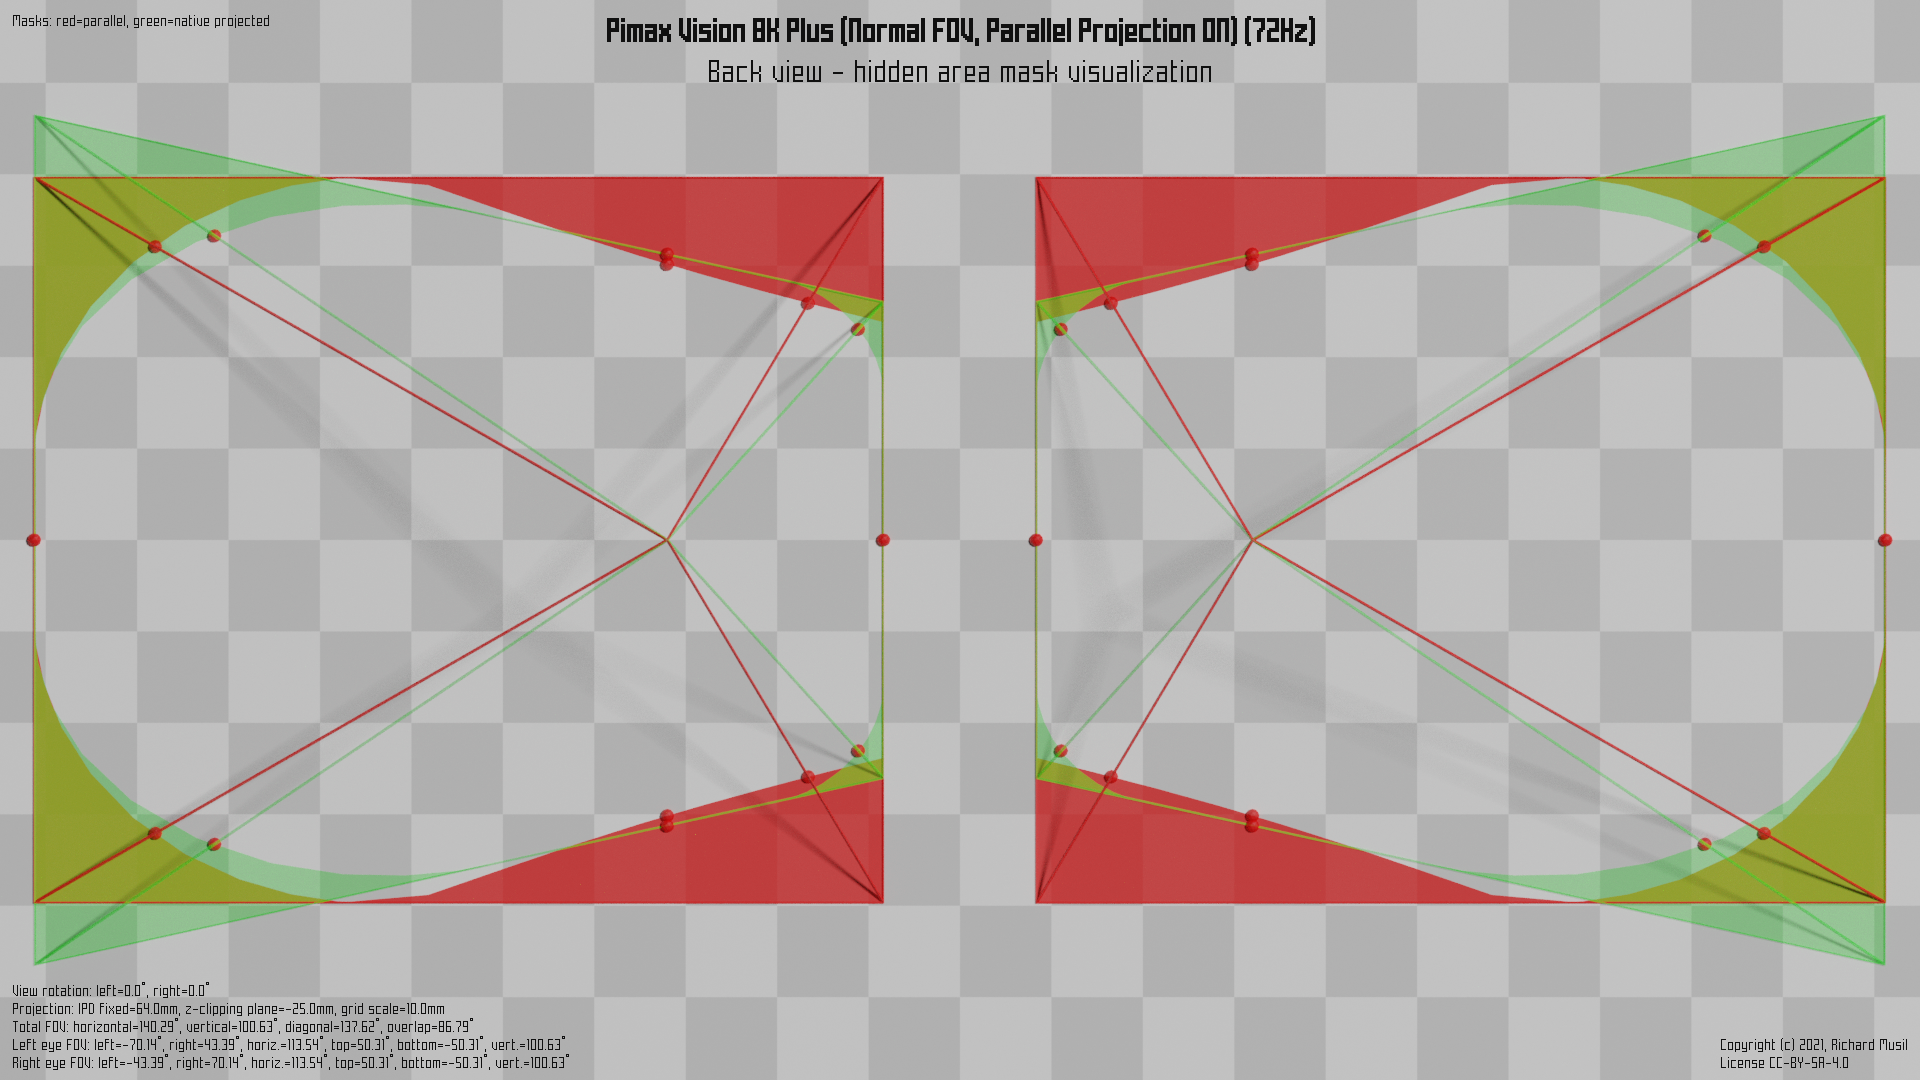 Masks: red=parallel, green=native projected
Pimax Vision 8K Plus (Normal FOV, Parallel Projection ON) (72Hz)
Back view - hidden area mask visualization
View rotation: left=0.0°, right=0.0°
Projection: IPD fixed=64.0mm, z-clipping plane=-25.0mm, grid scale=10.0mm
Total FOV: horizontal=140.29°, vertical=100.63°, diagonal=137.62°, overlap=86.79°
Left eye FOV: left=-70.14°, right=43.39°, horiz.=113.54°, top=50.31°, bottom=-50.31°, vert.=100.63°
Right eye FOV: left=-43.39°, right=70.14°, horiz.=113.54°, top=50.31°, bottom=-50.31°, vert.=100.63°
Copyright (c) 2021, Richard Musil
License CC-BY-SA-4.0